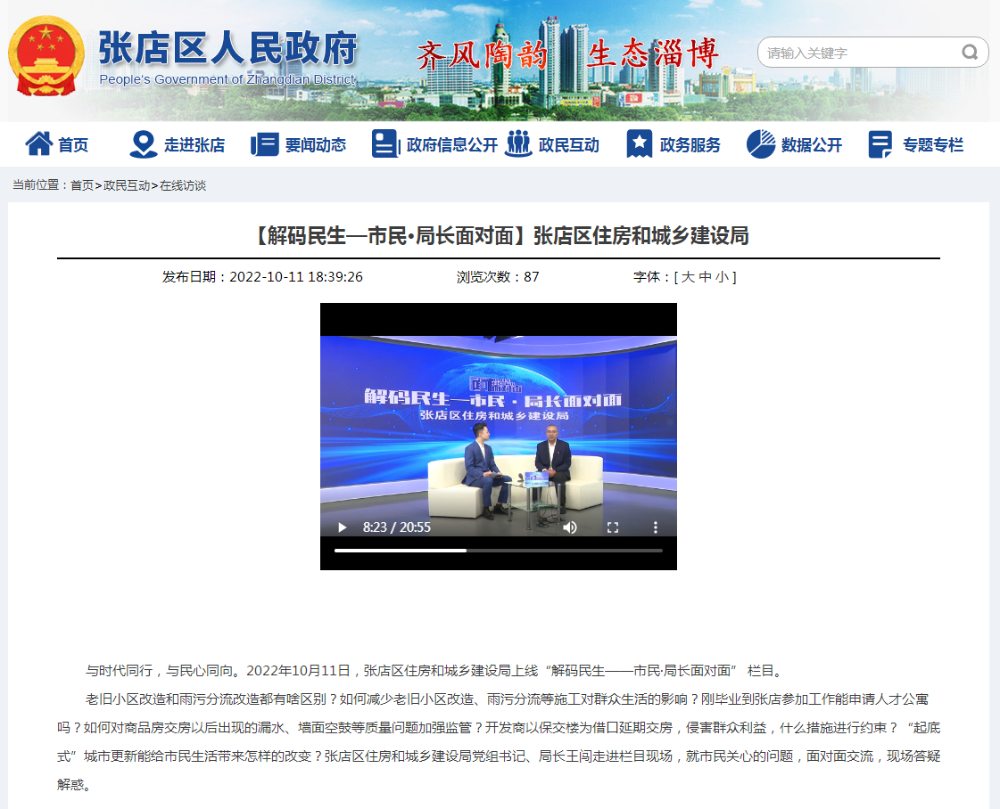 张店区人民政府
People's Government of Zhangdian District
齐风陶韵 生态淄博
请输入关键字
首页 走进张店 要闻动态 政府信息公开 政民互动 政务服务 数据公开 专题专栏
当前位置：首页>政民互动>在线访谈
【解码民生—市民·局长面对面】张店区住房和城乡建设局
发布日期：2022-10-11 18:39:26 浏览次数：87 字体：[ 大 中 小 ]
解码民生—市民·局长面对面
张店区住房和城乡建设局
8:23 / 20:55
与时代同行，与民心同向。2022年10月11日，张店区住房和城乡建设局上线“解码民生——市民·局长面对面” 栏目。
老旧小区改造和雨污分流改造都有啥区别？如何减少老旧小区改造、雨污分流等施工对群众生活的影响？刚毕业到张店参加工作能申请人才公寓
吗？如何对商品房交房以后出现的漏水、墙面空鼓等质量问题加强监管？开发商以保交楼为借口延期交房，侵害群众利益，什么措施进行约束？“起底
式”城市更新能给市民生活带来怎样的改变？张店区住房和城乡建设局党组书记、局长王闯走进栏目现场，就市民关心的问题，面对面交流，现场答疑
解惑。